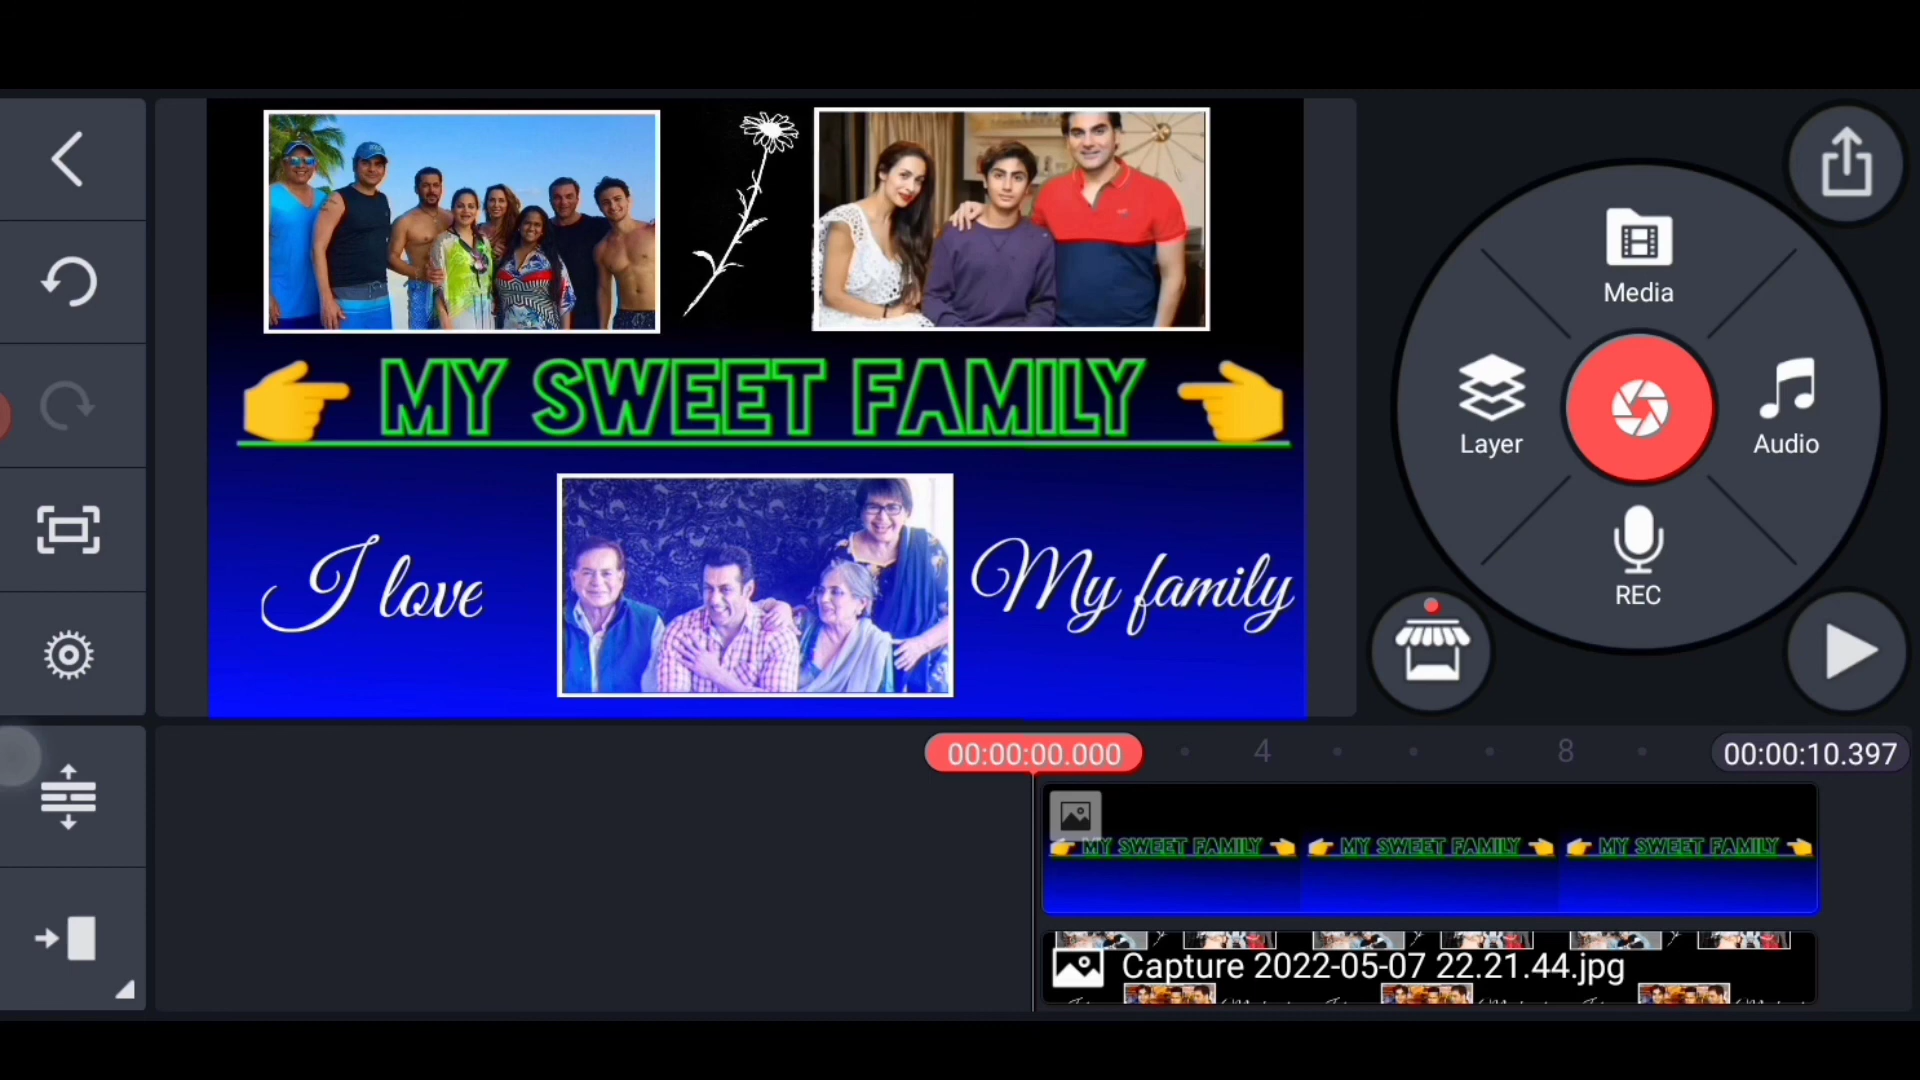 Media
MY SWEET FAMILY
Layer
Audio
I love
My family
REC
00:00:00.000
4
8
00:00:10.397
MY SWEET FAMILY
MY SWEET FAMILY
MY SWEET FAMILY
Capture 2022-05-07 22.21.44.jpg